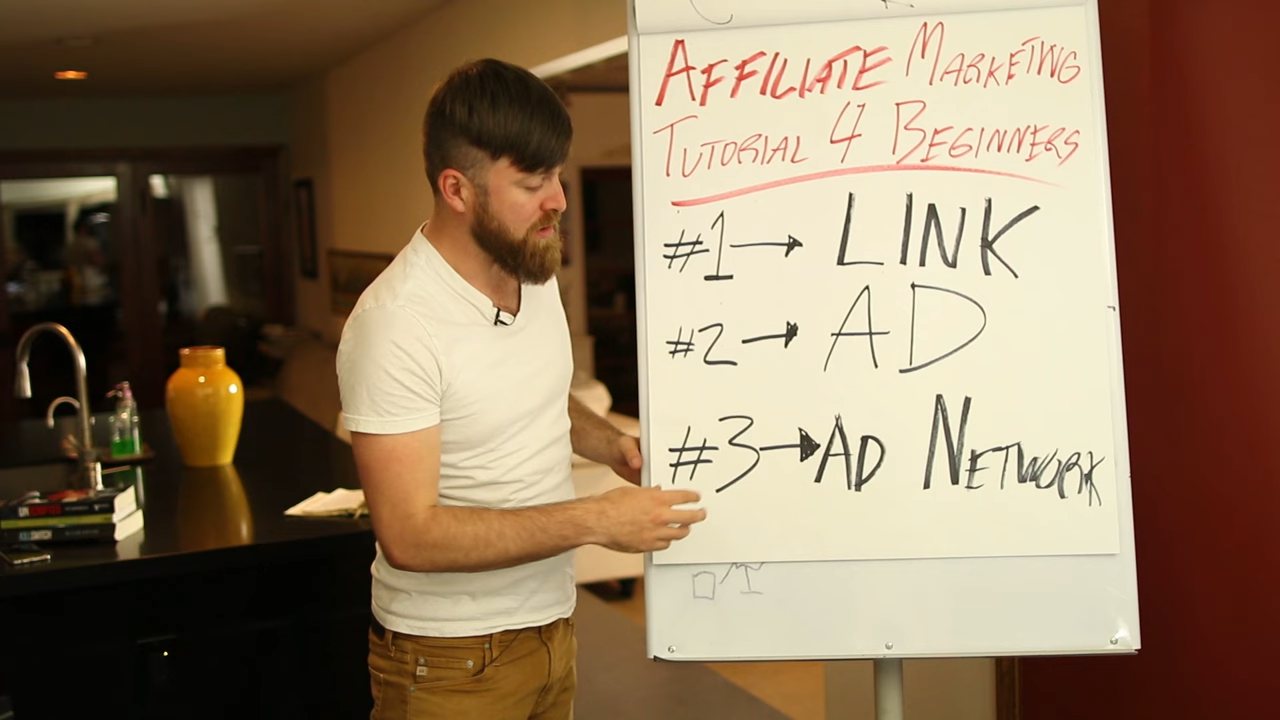 AFFILIATE MARKETING
TUTORIAL 4 BEGINNERS
#1 → LINK
#2 → AD
#3 → AD NETWORK